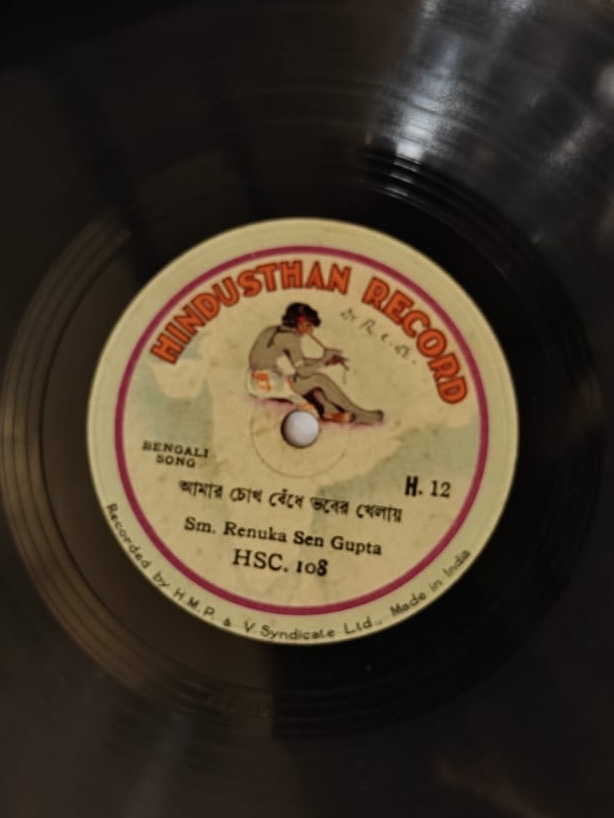 HINDUSTHAN RECORD
BENGALI
SONG
H. 12
আমার চোখ বেঁধে ভবের খেলায়
Sm. Renuka Sen Gupta
HSC. 108
Recorded by H.M.P. & V. Syndicate Ltd., Made in India